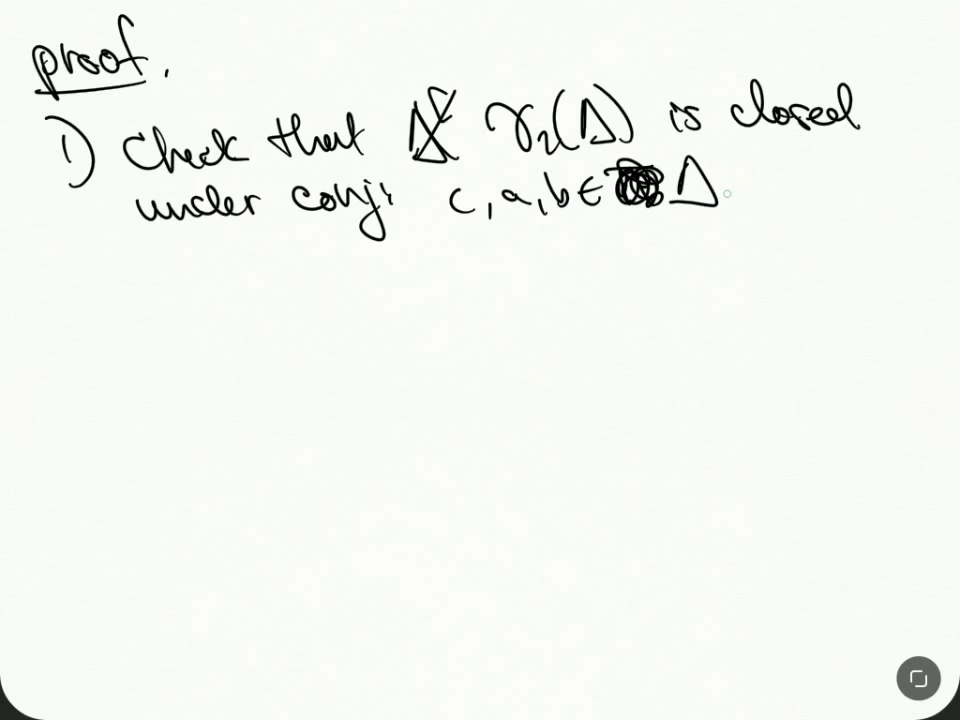 proof.
1) Check that γ₂(Δ) is closed
under conj. c, a, b ∈ Δ